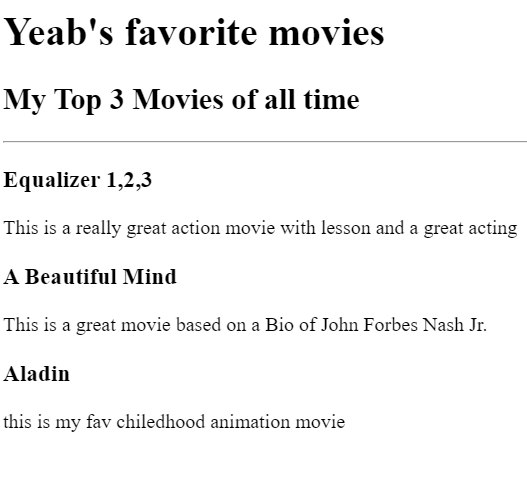 Yeab's favorite movies
My Top 3 Movies of all time
Equalizer 1,2,3
This is a really great action movie with lesson and a great acting
A Beautiful Mind
This is a great movie based on a Bio of John Forbes Nash Jr.
Aladin
this is my fav chiledhood animation movie